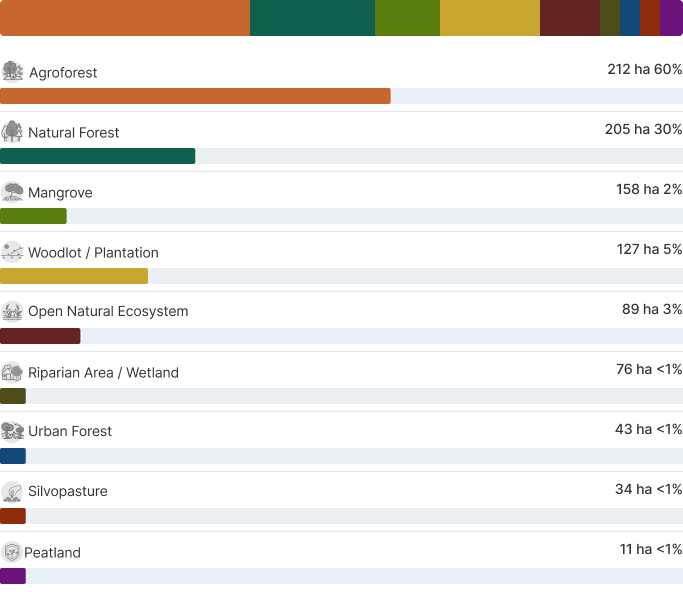 Agroforest 212 ha 60%
Natural Forest 205 ha 30%
Mangrove 158 ha 2%
Woodlot / Plantation 127 ha 5%
Open Natural Ecosystem 89 ha 3%
Riparian Area / Wetland 76 ha <1%
Urban Forest 43 ha <1%
Silvopasture 34 ha <1%
Peatland 11 ha <1%